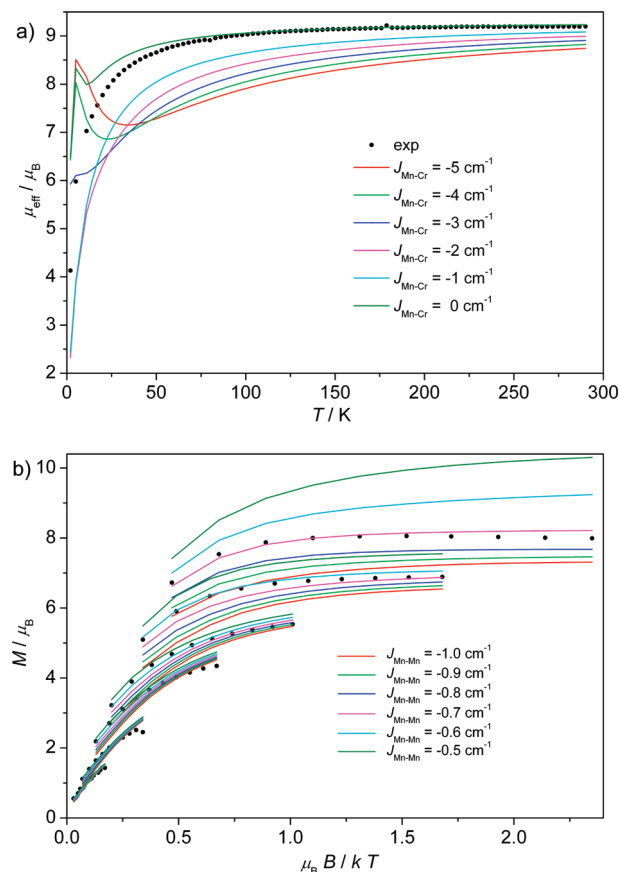 a)
9
8
7
6
5
4
3
2
μeff / μB
exp
JMn-Cr = -5 cm-1
JMn-Cr = -4 cm-1
JMn-Cr = -3 cm-1
JMn-Cr = -2 cm-1
JMn-Cr = -1 cm-1
JMn-Cr = 0 cm-1
0 50 100 150 200 250 300
T / K
b)
10
8
6
4
2
0
M / μB
JMn-Mn = -1.0 cm-1
JMn-Mn = -0.9 cm-1
JMn-Mn = -0.8 cm-1
JMn-Mn = -0.7 cm-1
JMn-Mn = -0.6 cm-1
JMn-Mn = -0.5 cm-1
0.0 0.5 1.0 1.5 2.0
μB B / k T